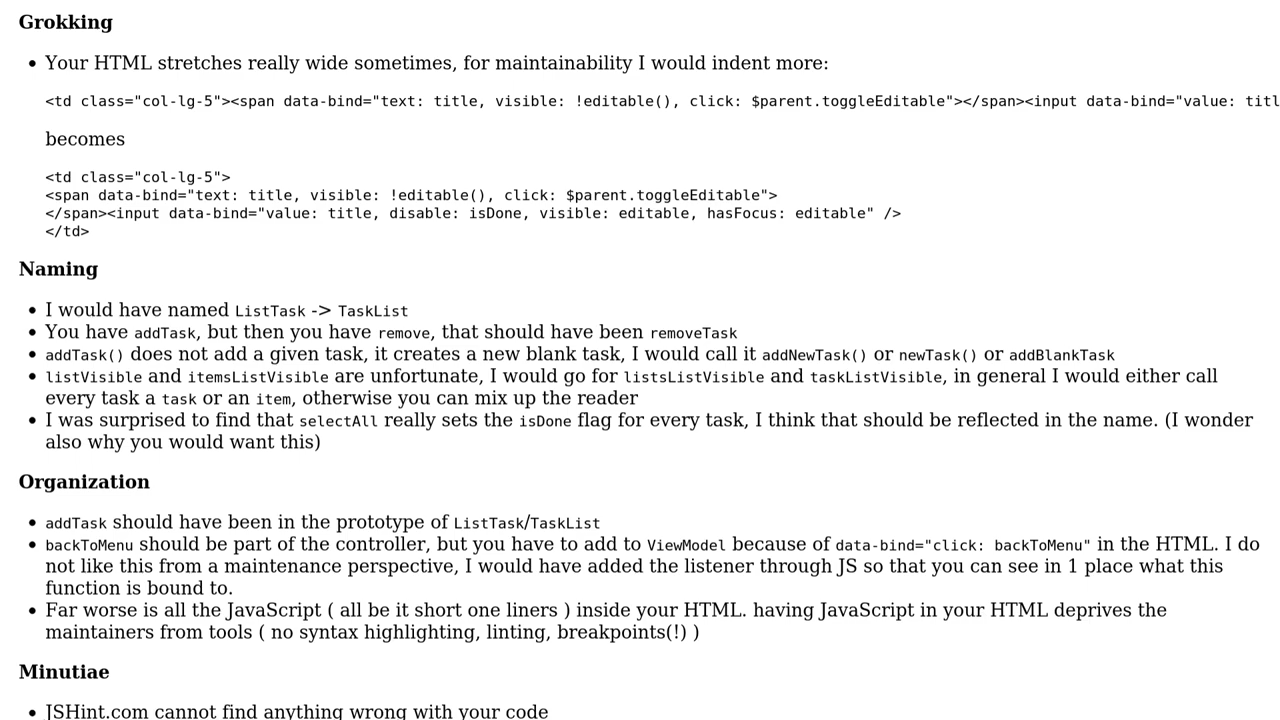 Grokking
• Your HTML stretches really wide sometimes, for maintainability I would indent more:
<td class="col-lg-5"><span data-bind="text: title, visible: !editable(), click: $parent.toggleEditable"></span><input data-bind="value: titl
becomes
<td class="col-lg-5">
<span data-bind="text: title, visible: !editable(), click: $parent.toggleEditable">
</span><input data-bind="value: title, disable: isDone, visible: editable, hasFocus: editable" />
</td>
Naming
• I would have named ListTask -> TaskList
• You have addTask, but then you have remove, that should have been removeTask
• addTask() does not add a given task, it creates a new blank task, I would call it addNewTask() or newTask() or addBlankTask
• listVisible and itemsListVisible are unfortunate, I would go for listsListVisible and taskListVisible, in general I would either call
every task a task or an item, otherwise you can mix up the reader
• I was surprised to find that selectAll really sets the isDone flag for every task, I think that should be reflected in the name. (I wonder
also why you would want this)
Organization
• addTask should have been in the prototype of ListTask/TaskList
• backToMenu should be part of the controller, but you have to add to ViewModel because of data-bind="click: backToMenu" in the HTML. I do
not like this from a maintenance perspective, I would have added the listener through JS so that you can see in 1 place what this
function is bound to.
• Far worse is all the JavaScript ( all be it short one liners ) inside your HTML. having JavaScript in your HTML deprives the
maintainers from tools ( no syntax highlighting, linting, breakpoints(!) )
Minutiae
• JSHint.com cannot find anything wrong with your code